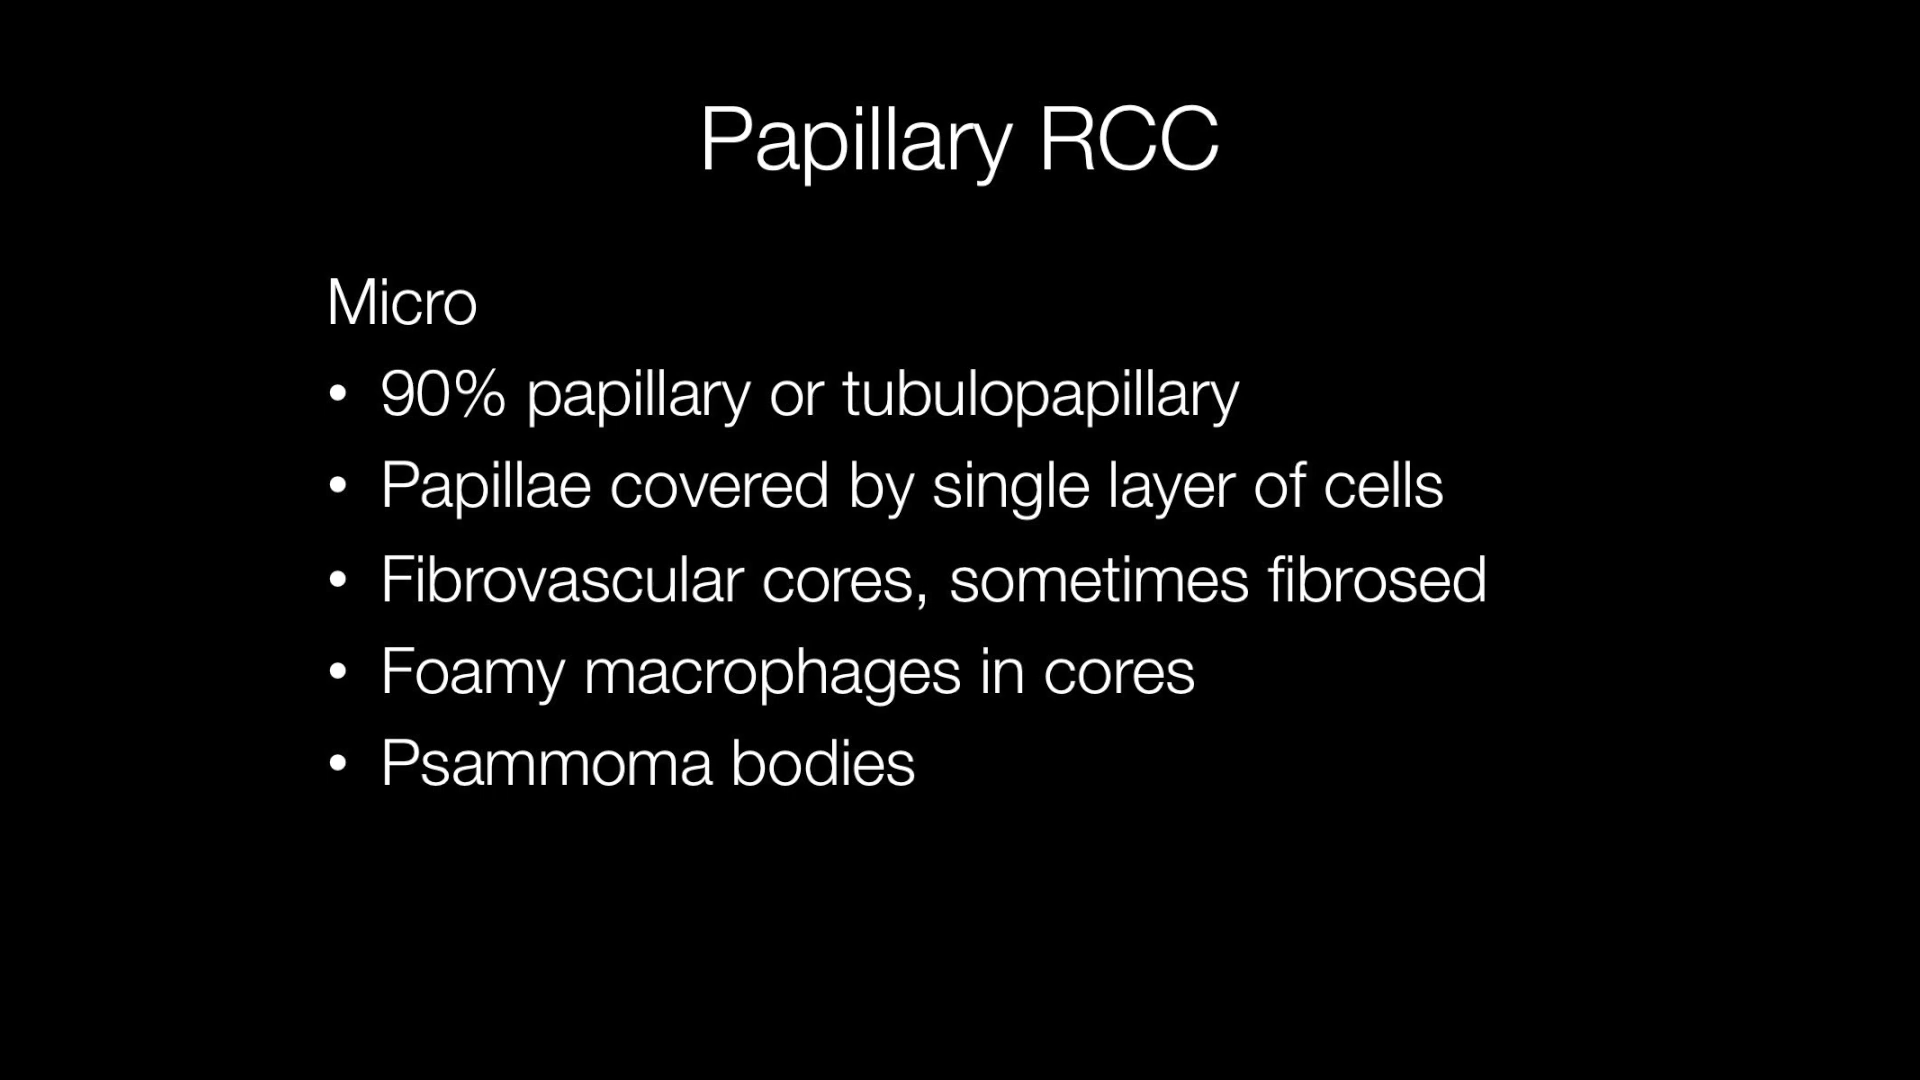 Papillary RCC
Micro
• 90% papillary or tubulopapillary
• Papillae covered by single layer of cells
• Fibrovascular cores, sometimes fibrosed
• Foamy macrophages in cores
• Psammoma bodies